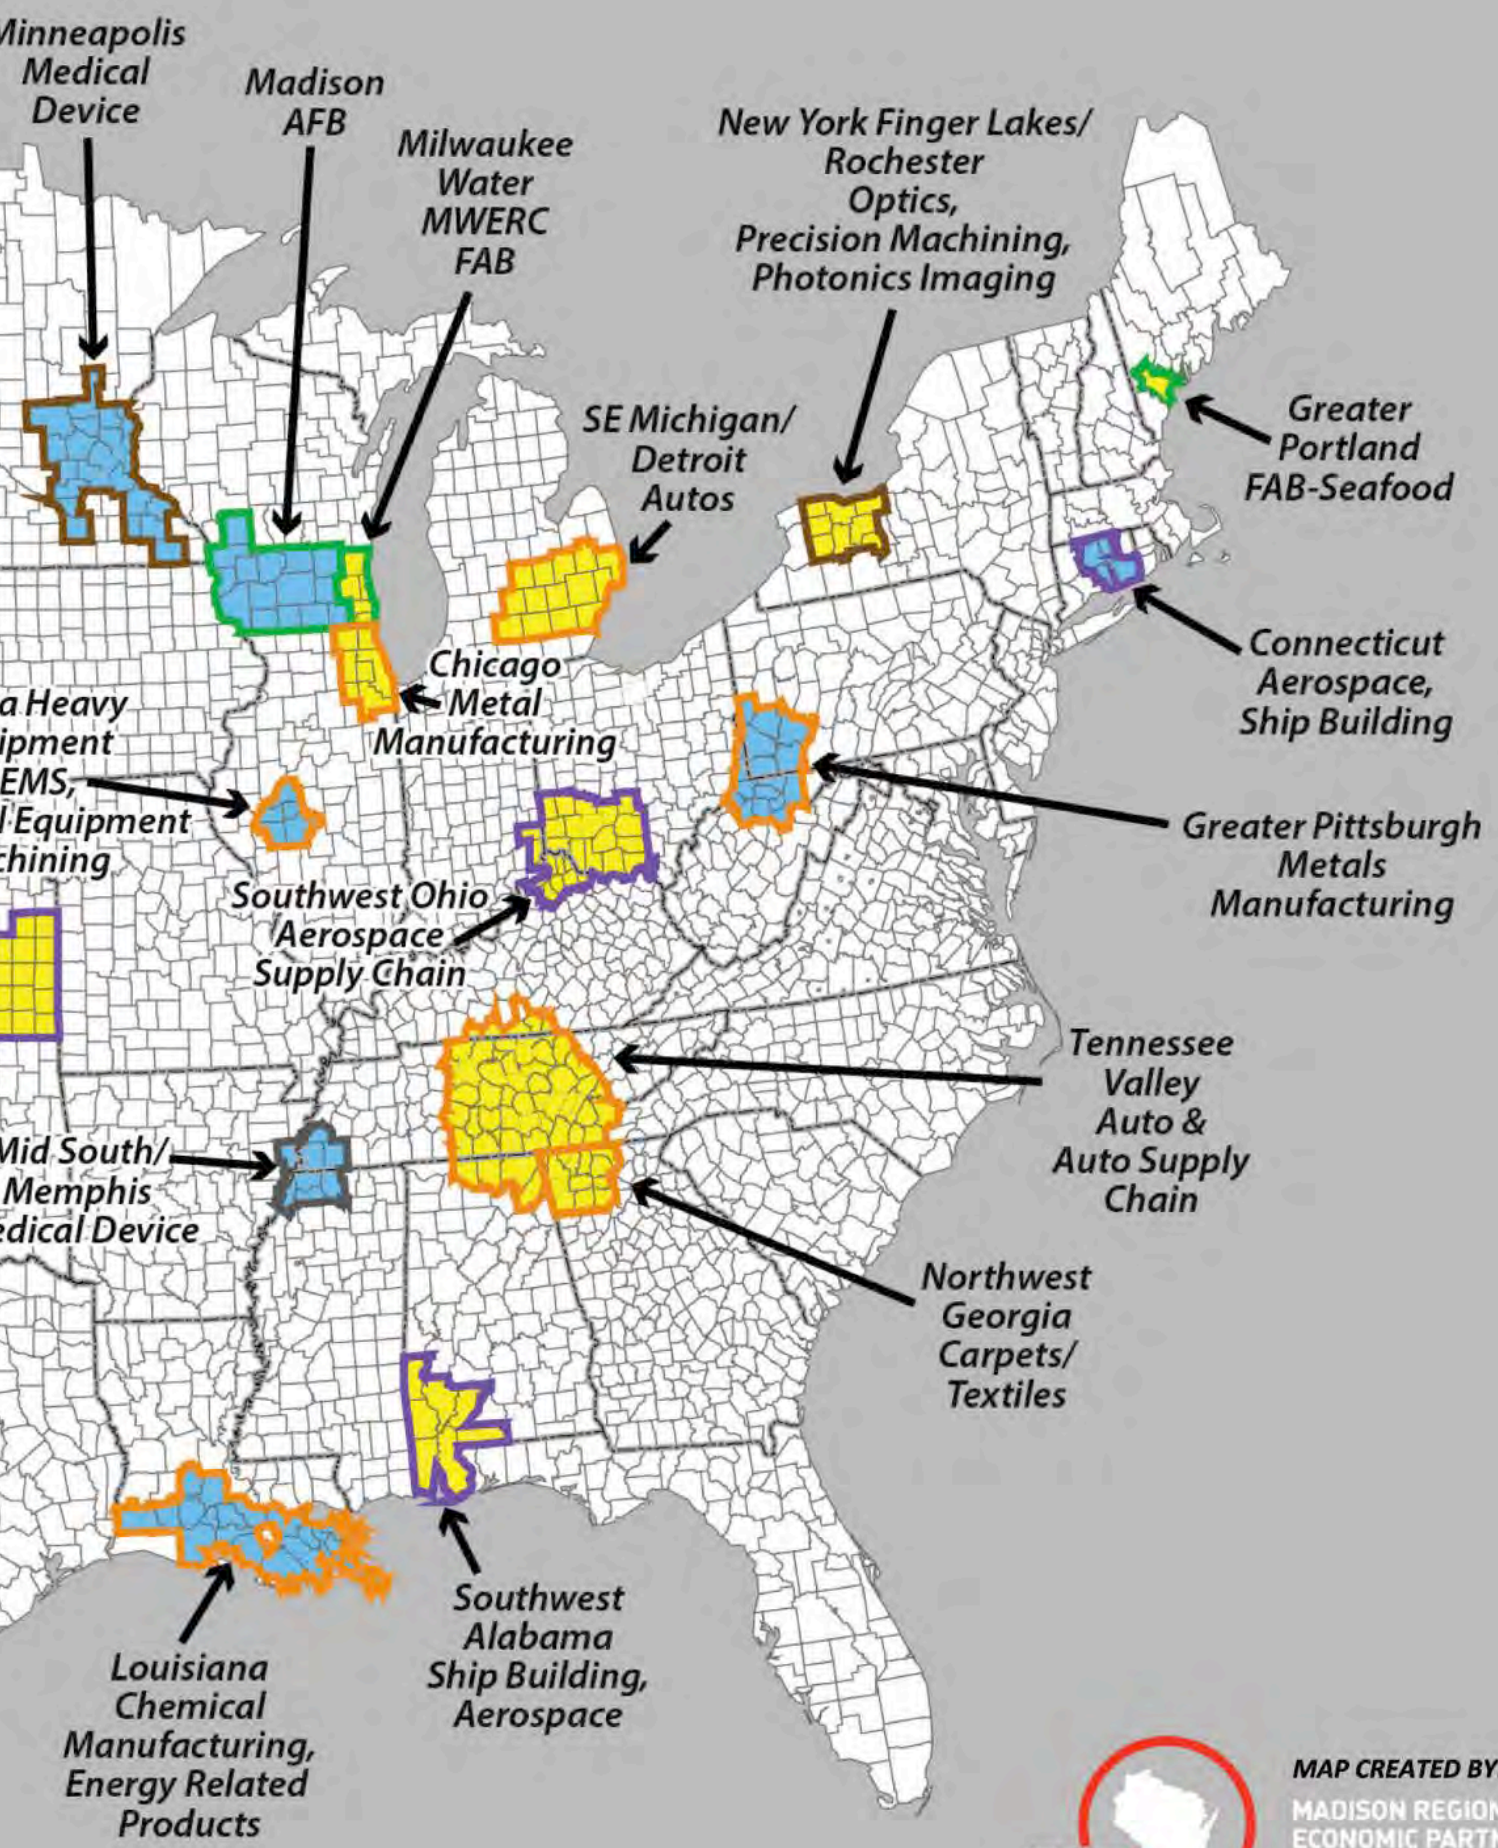 Minneapolis
Medical
Device
Madison
AFB
Milwaukee
Water
MWERC
FAB
New York Finger Lakes/
Rochester
Optics,
Precision Machining,
Photonics Imaging
SE Michigan/
Detroit
Autos
Greater
Portland
FAB-Seafood
Connecticut
Aerospace,
Ship Building
Chicago
Metal
Manufacturing
a Heavy
ipment
EMS,
l Equipment
chining
Greater Pittsburgh
Metals
Manufacturing
Southwest Ohio
Aerospace
Supply Chain
Tennessee
Valley
Auto &
Auto Supply
Chain
Mid South/
Memphis
edical Device
Northwest
Georgia
Carpets/
Textiles
Southwest
Alabama
Ship Building,
Aerospace
Louisiana
Chemical
Manufacturing,
Energy Related
Products
MAP CREATED BY
MADISON REGION
ECONOMIC PARTN